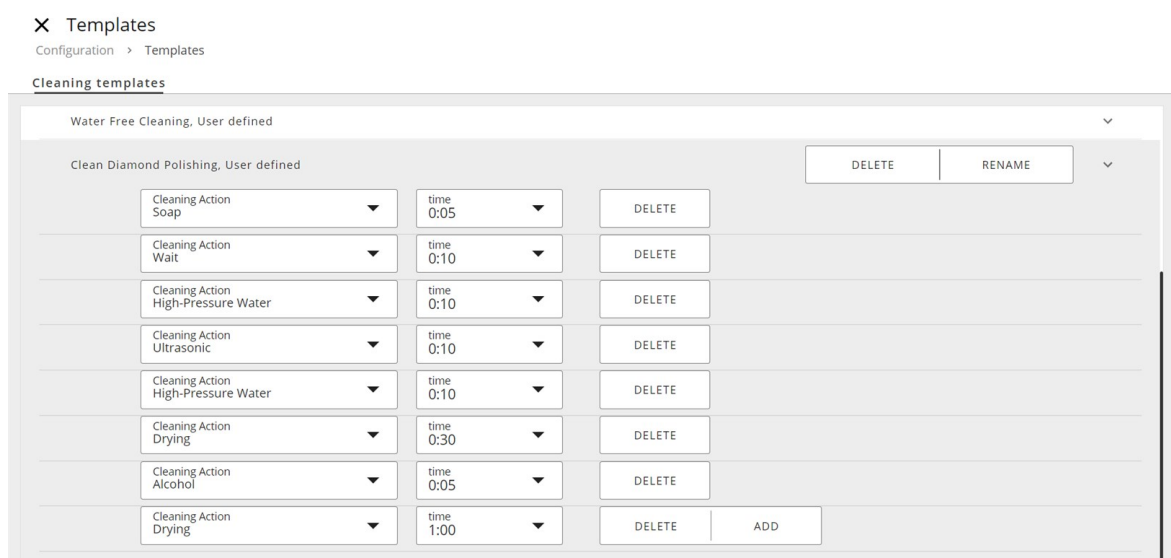 Templates
Configuration > Templates
Cleaning templates
Water Free Cleaning, User defined
Clean Diamond Polishing, User defined DELETE RENAME
Cleaning Action time
Soap 0:05 DELETE
Cleaning Action time
Wait 0:10 DELETE
Cleaning Action time
High-Pressure Water 0:10 DELETE
Cleaning Action time
Ultrasonic 0:10 DELETE
Cleaning Action time
High-Pressure Water 0:10 DELETE
Cleaning Action time
Drying 0:30 DELETE
Cleaning Action time
Alcohol 0:05 DELETE
Cleaning Action time
Drying 1:00 DELETE ADD